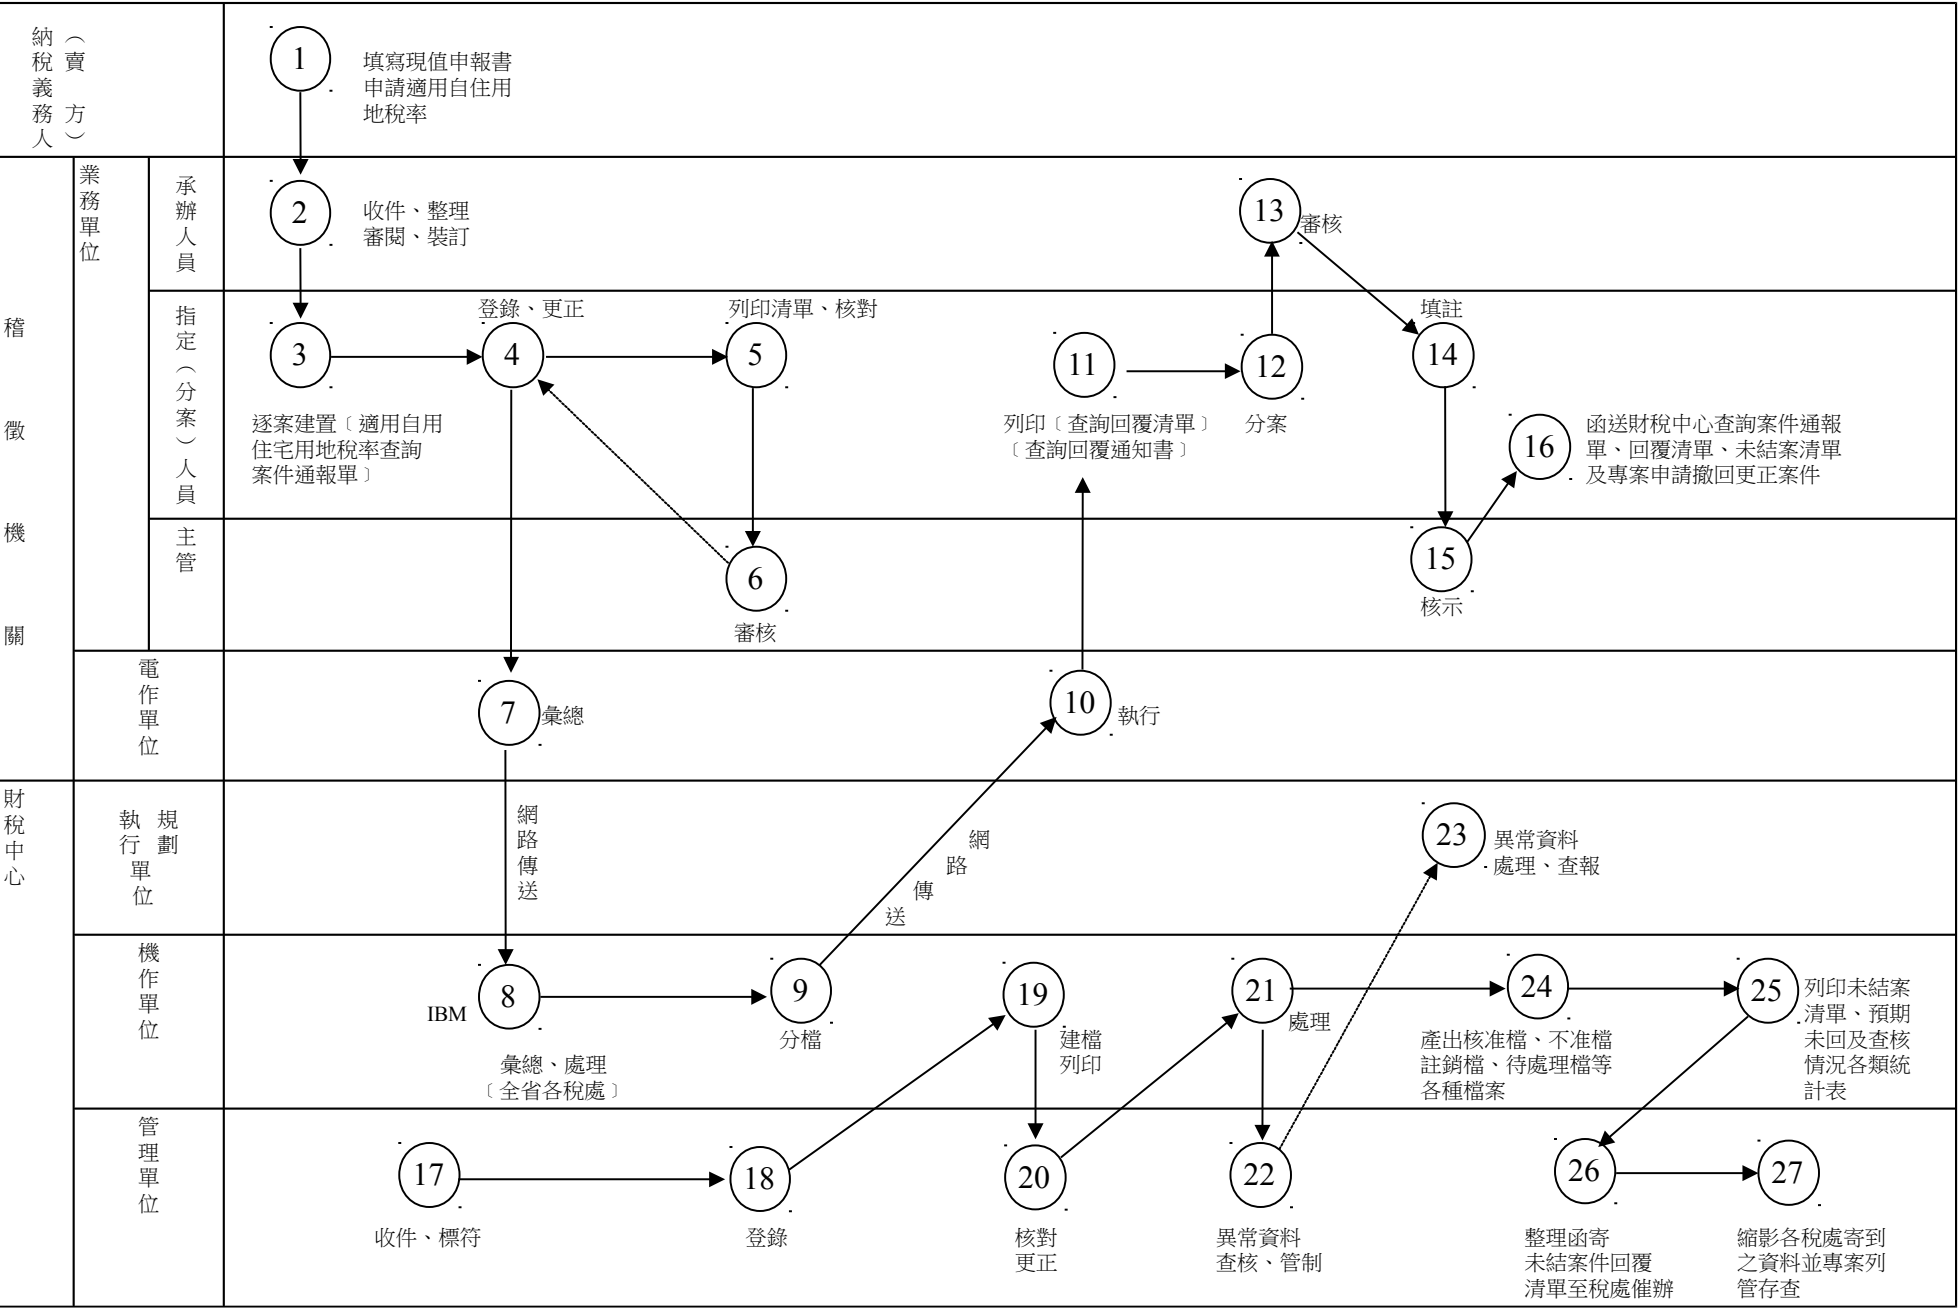 納稅義務人
（賣方）
1
填寫現值申報書
申請適用自住用
地稅率
稽徵機關
業務單位
承辦人員
2
收件、整理
審閱、裝訂
13
審核
指定（分案）人員
3
逐案建置﹝適用自用
住宅用地稅率查詢
案件通報單﹞
登錄、更正
4
列印清單、核對
5
11
列印﹝查詢回覆清單﹞
﹝查詢回覆通知書﹞
12
分案
填註
14
16
函送財稅中心查詢案件通報
單、回覆清單、未結案清單
及專案申請撤回更正案件
主管
6
審核
15
核示
電作單位
7
彙總
10
執行
財稅中心
規劃
執行單位
網路傳送
網路傳送
23
異常資料
處理、查報
機作單位
IBM
8
彙總、處理
﹝全省各稅處﹞
9
分檔
19
建檔
列印
21
處理
24
產出核准檔、不准檔
註銷檔、待處理檔等
各種檔案
25
列印未結案
清單、預期
未回及查核
情況各類統
計表
管理單位
17
收件、標符
18
登錄
20
核對
更正
22
異常資料
查核、管制
26
整理函寄
未結案件回覆
清單至稅處催辦
27
縮影各稅處寄到
之資料並專案列
管存查